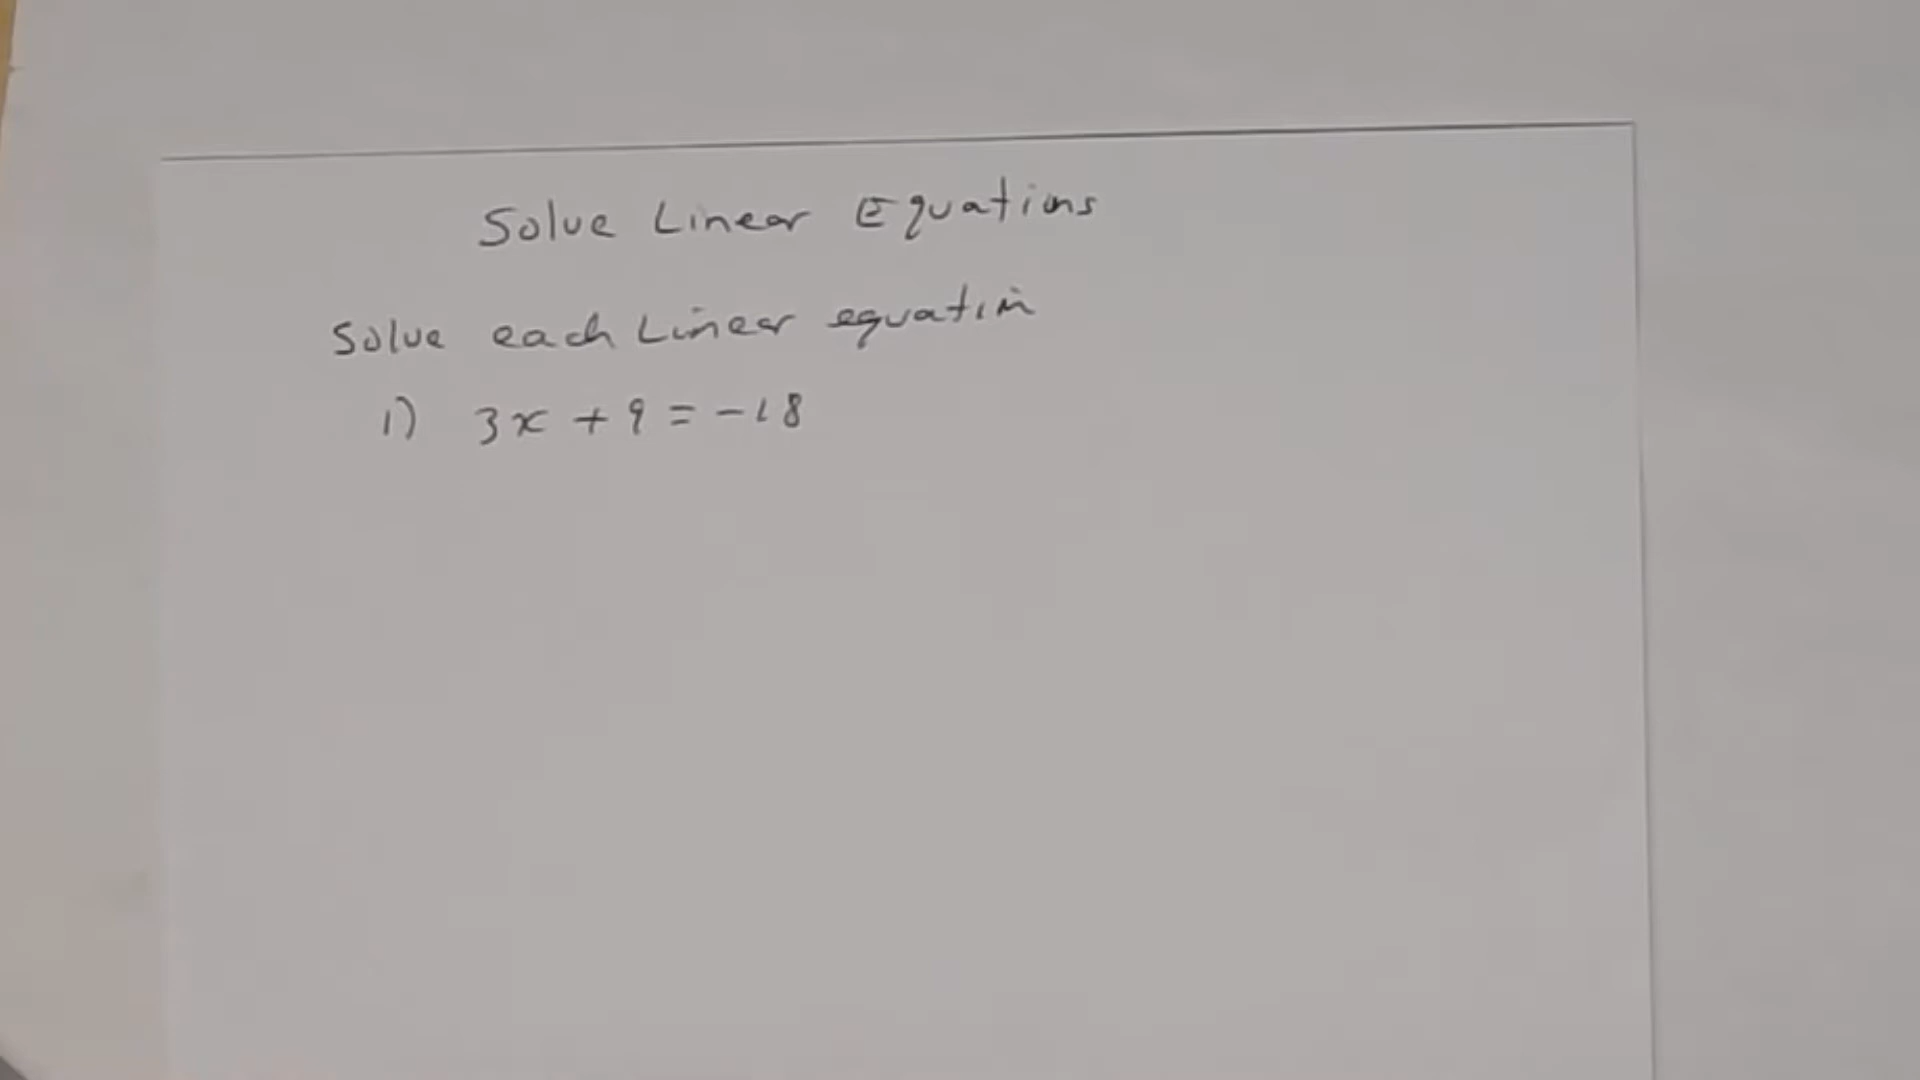 Solve Linear Equations
Solve each Linear equation
1) 3x + 9 = -18